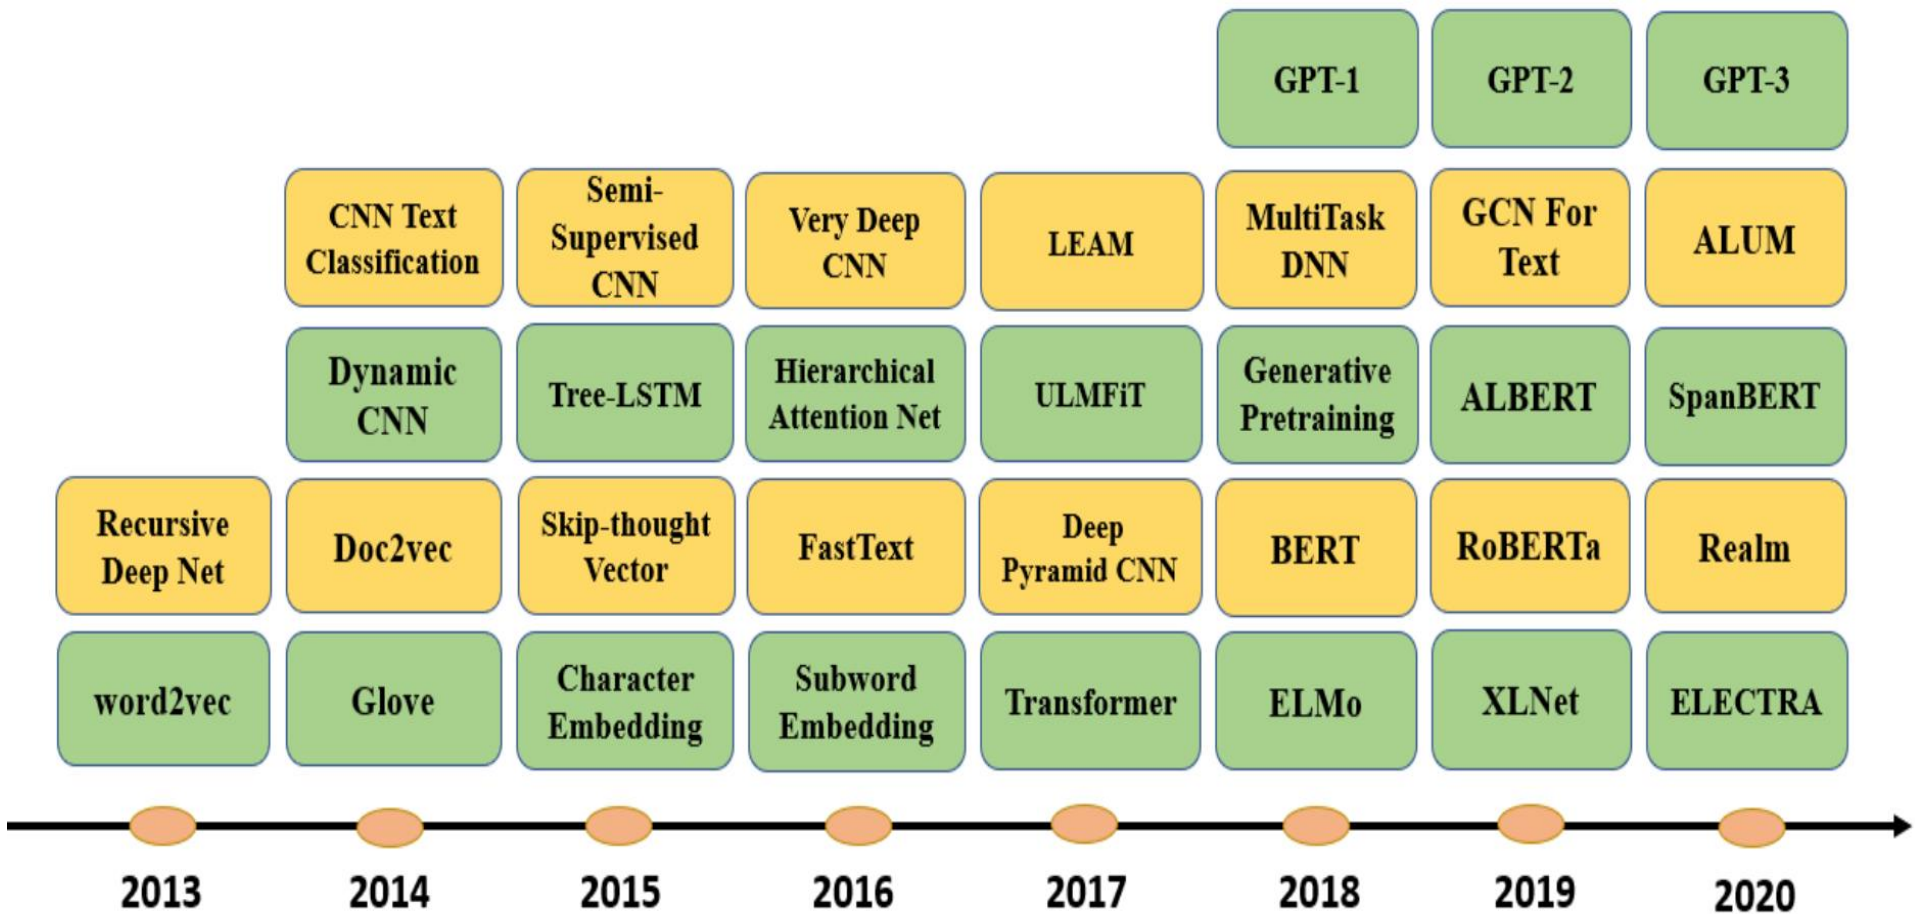 GPT-1
GPT-2
GPT-3
CNN Text
Classification
Semi-
Supervised
CNN
Very Deep
CNN
LEAM
MultiTask
DNN
GCN For
Text
ALUM
Dynamic
CNN
Tree-LSTM
Hierarchical
Attention Net
ULMFiT
Generative
Pretraining
ALBERT
SpanBERT
Recursive
Deep Net
Doc2vec
Skip-thought
Vector
FastText
Deep
Pyramid CNN
BERT
RoBERTa
Realm
word2vec
Glove
Character
Embedding
Subword
Embedding
Transformer
ELMo
XLNet
ELECTRA
2013
2014
2015
2016
2017
2018
2019
2020